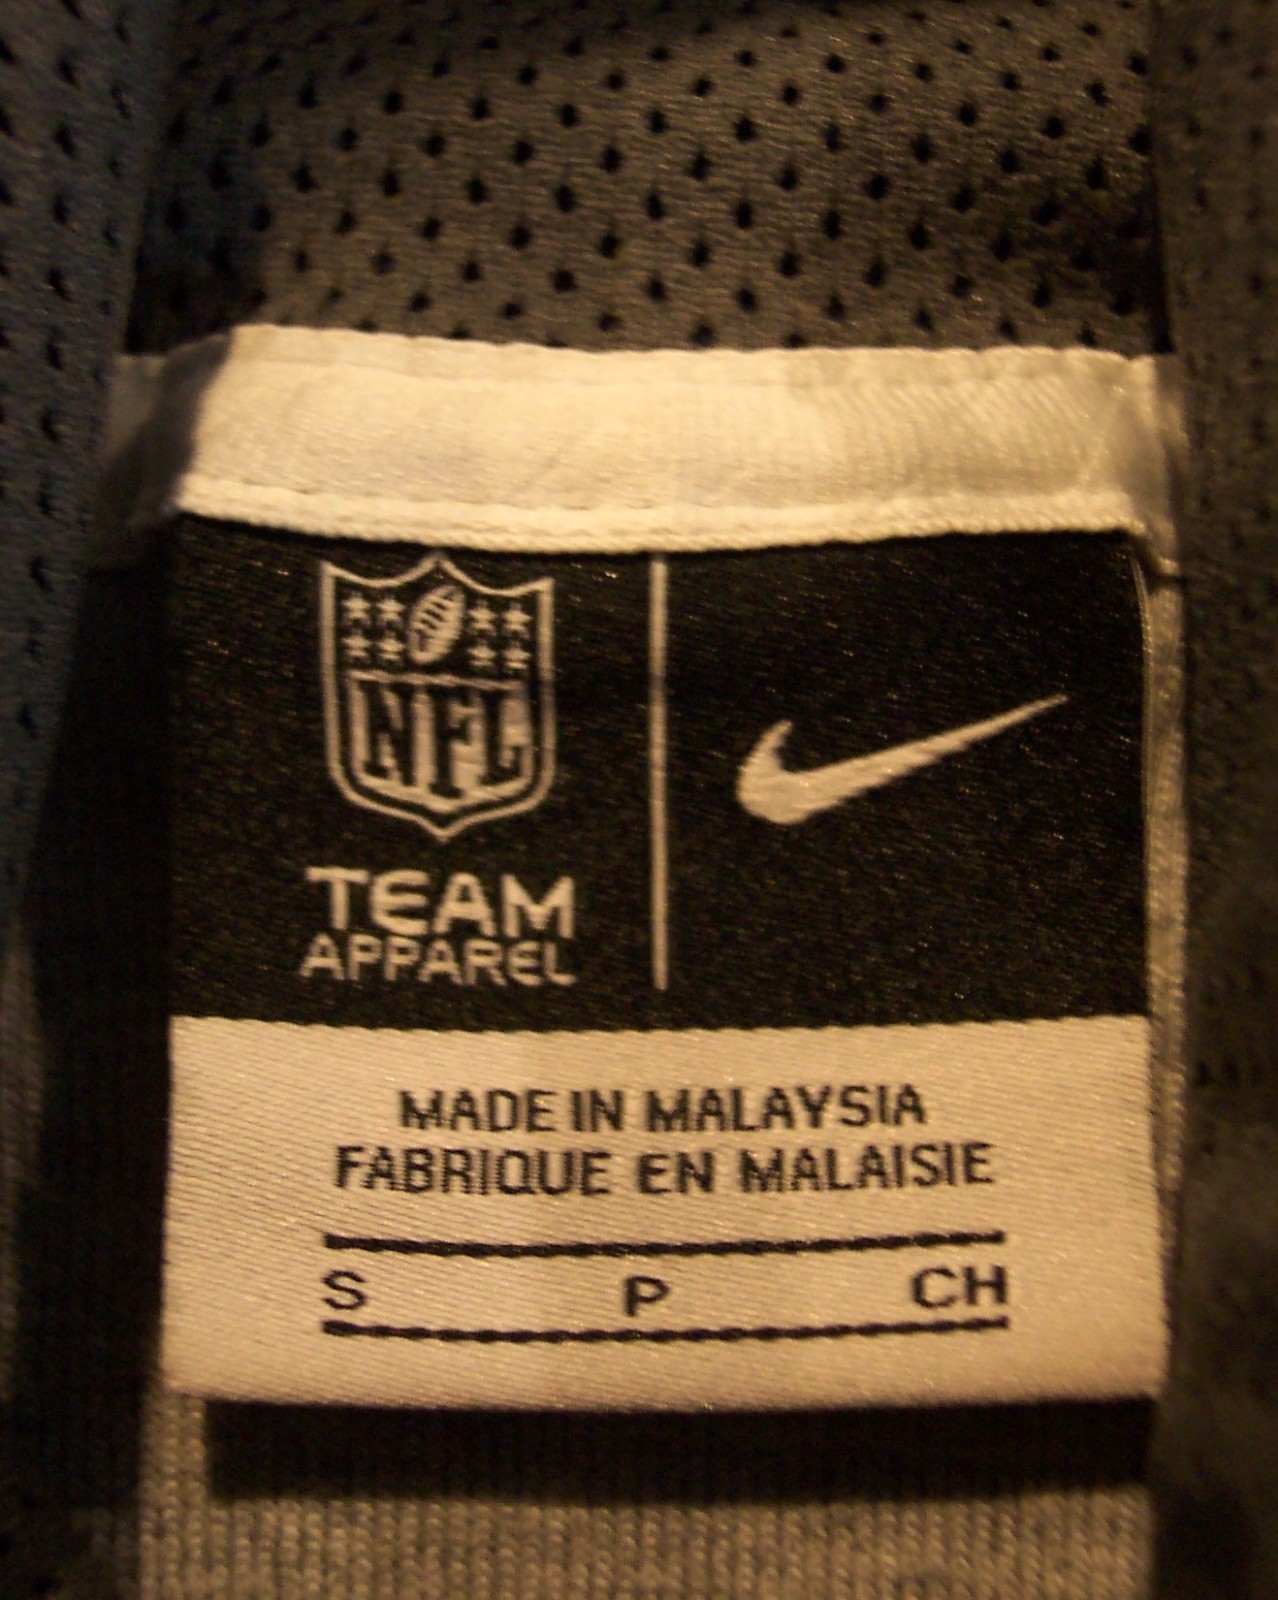 NFL
TEAM
APPAREL
MADE IN MALAYSIA
FABRIQUE EN MALAISIE
S P CH